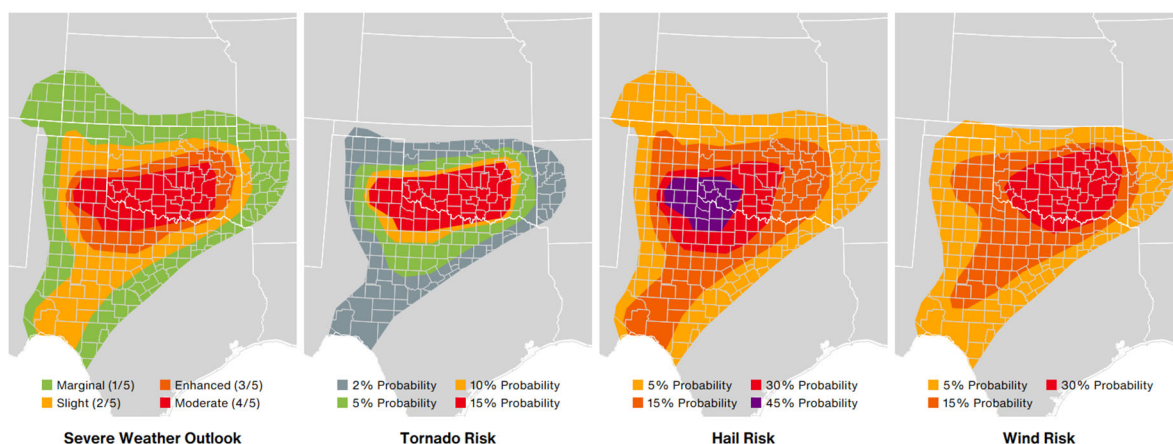 Marginal (1/5) Enhanced (3/5)
Slight (2/5) Moderate (4/5)
Severe Weather Outlook
2% Probability 10% Probability
5% Probability 15% Probability
Tornado Risk
5% Probability 30% Probability
15% Probability 45% Probability
Hail Risk
5% Probability 30% Probability
15% Probability
Wind Risk